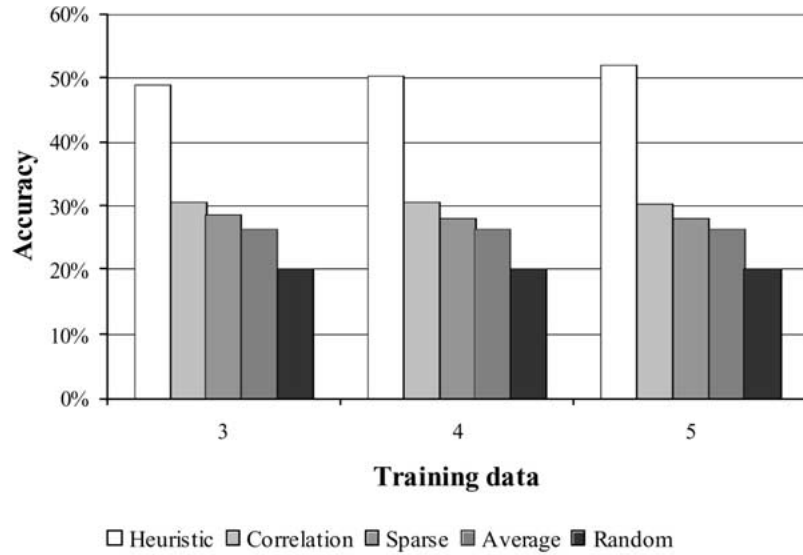 60%
50%
40%
30%
20%
10%
0%
Accuracy
3 4 5
Training data
Heuristic Correlation Sparse Average Random